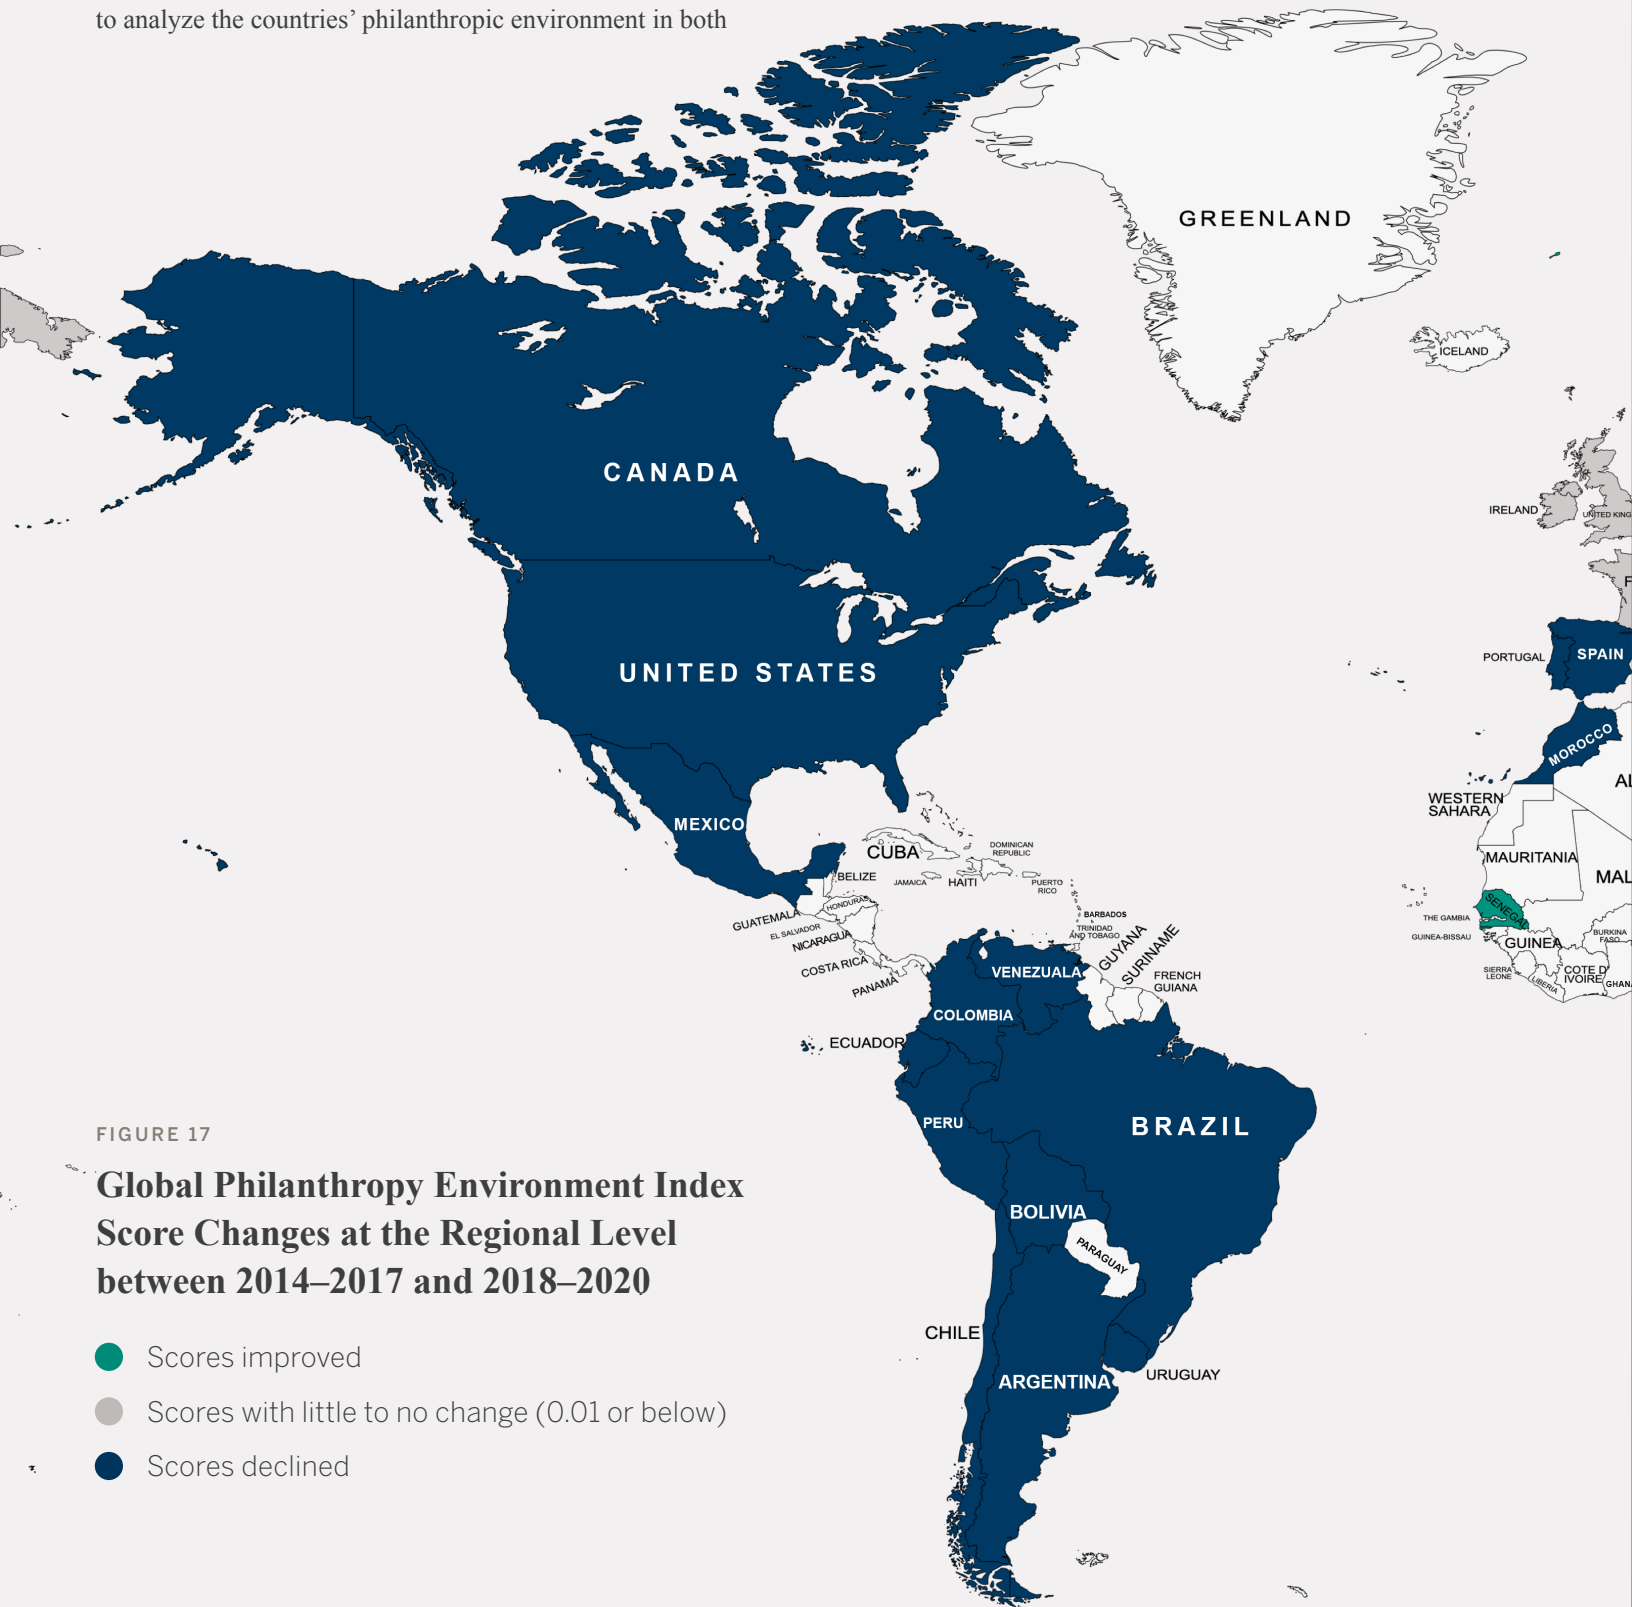 to analyze the countries’ philanthropic environment in both
GREENLAND
ICELAND
CANADA
IRELAND
UNITED KING
F
UNITED STATES
PORTUGAL
SPAIN
MOROCCO
AL
WESTERN
SAHARA
MEXICO
CUBA
DOMINICAN
REPUBLIC
MAURITANIA
BELIZE
JAMAICA
HAITI
PUERTO
RICO
MAL
HONDURAS
GUATEMALA
EL SALVADOR
NICARAGUA
COSTA RICA
PANAMA
BARBADOS
TRINIDAD
AND TOBAGO
GUYANA
SURINAME
FRENCH
GUIANA
SENEGAL
THE GAMBIA
GUINEA-BISSAU
GUINEA
BURKINA
FASO
SIERRA
LEONE
LIBERIA
COTE D'
IVOIRE
GHANA
VENEZUALA
COLOMBIA
ECUADOR
PERU
BRAZIL
BOLIVIA
PARAGUAY
CHILE
ARGENTINA
URUGUAY
FIGURE 17
Global Philanthropy Environment Index
Score Changes at the Regional Level
between 2014–2017 and 2018–2020
Scores improved
Scores with little to no change (0.01 or below)
Scores declined